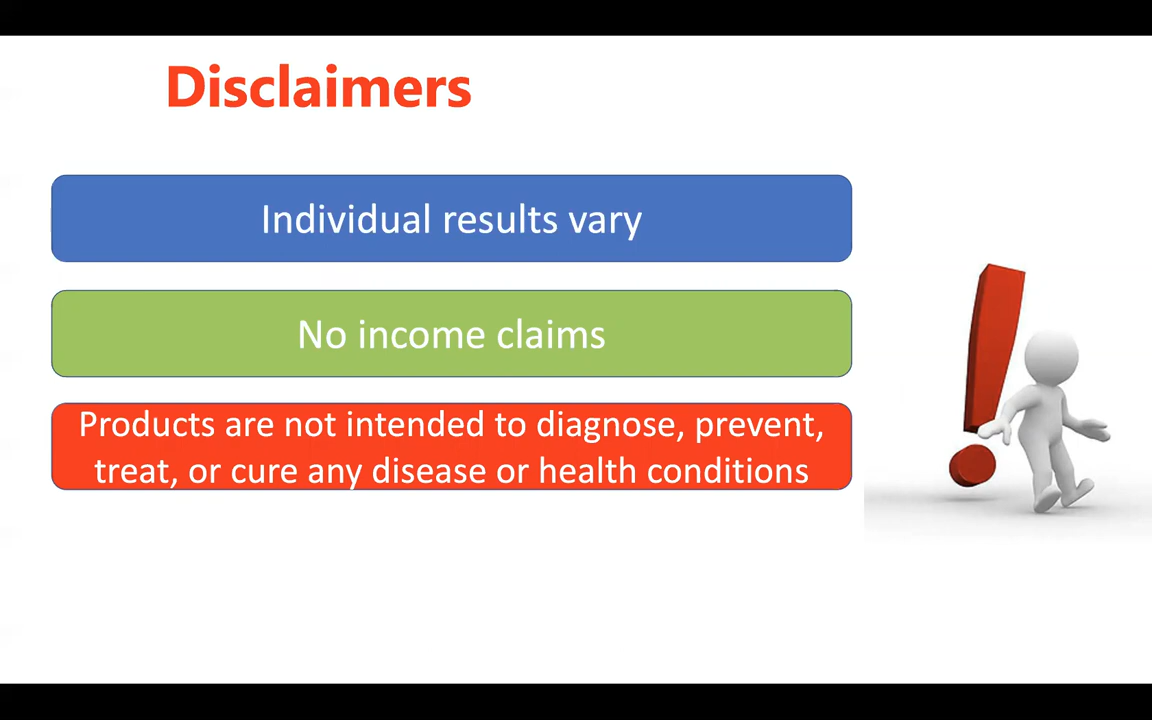 Disclaimers
Individual results vary
No income claims
Products are not intended to diagnose, prevent,
treat, or cure any disease or health conditions